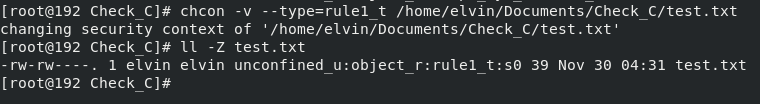 [root@192 Check_C]# chcon -v --type=rule1_t /home/elvin/Documents/Check_C/test.txt
changing security context of '/home/elvin/Documents/Check_C/test.txt'
[root@192 Check_C]# ll -Z test.txt
-rw-rw----. 1 elvin elvin unconfined_u:object_r:rule1_t:s0 39 Nov 30 04:31 test.txt
[root@192 Check_C]#